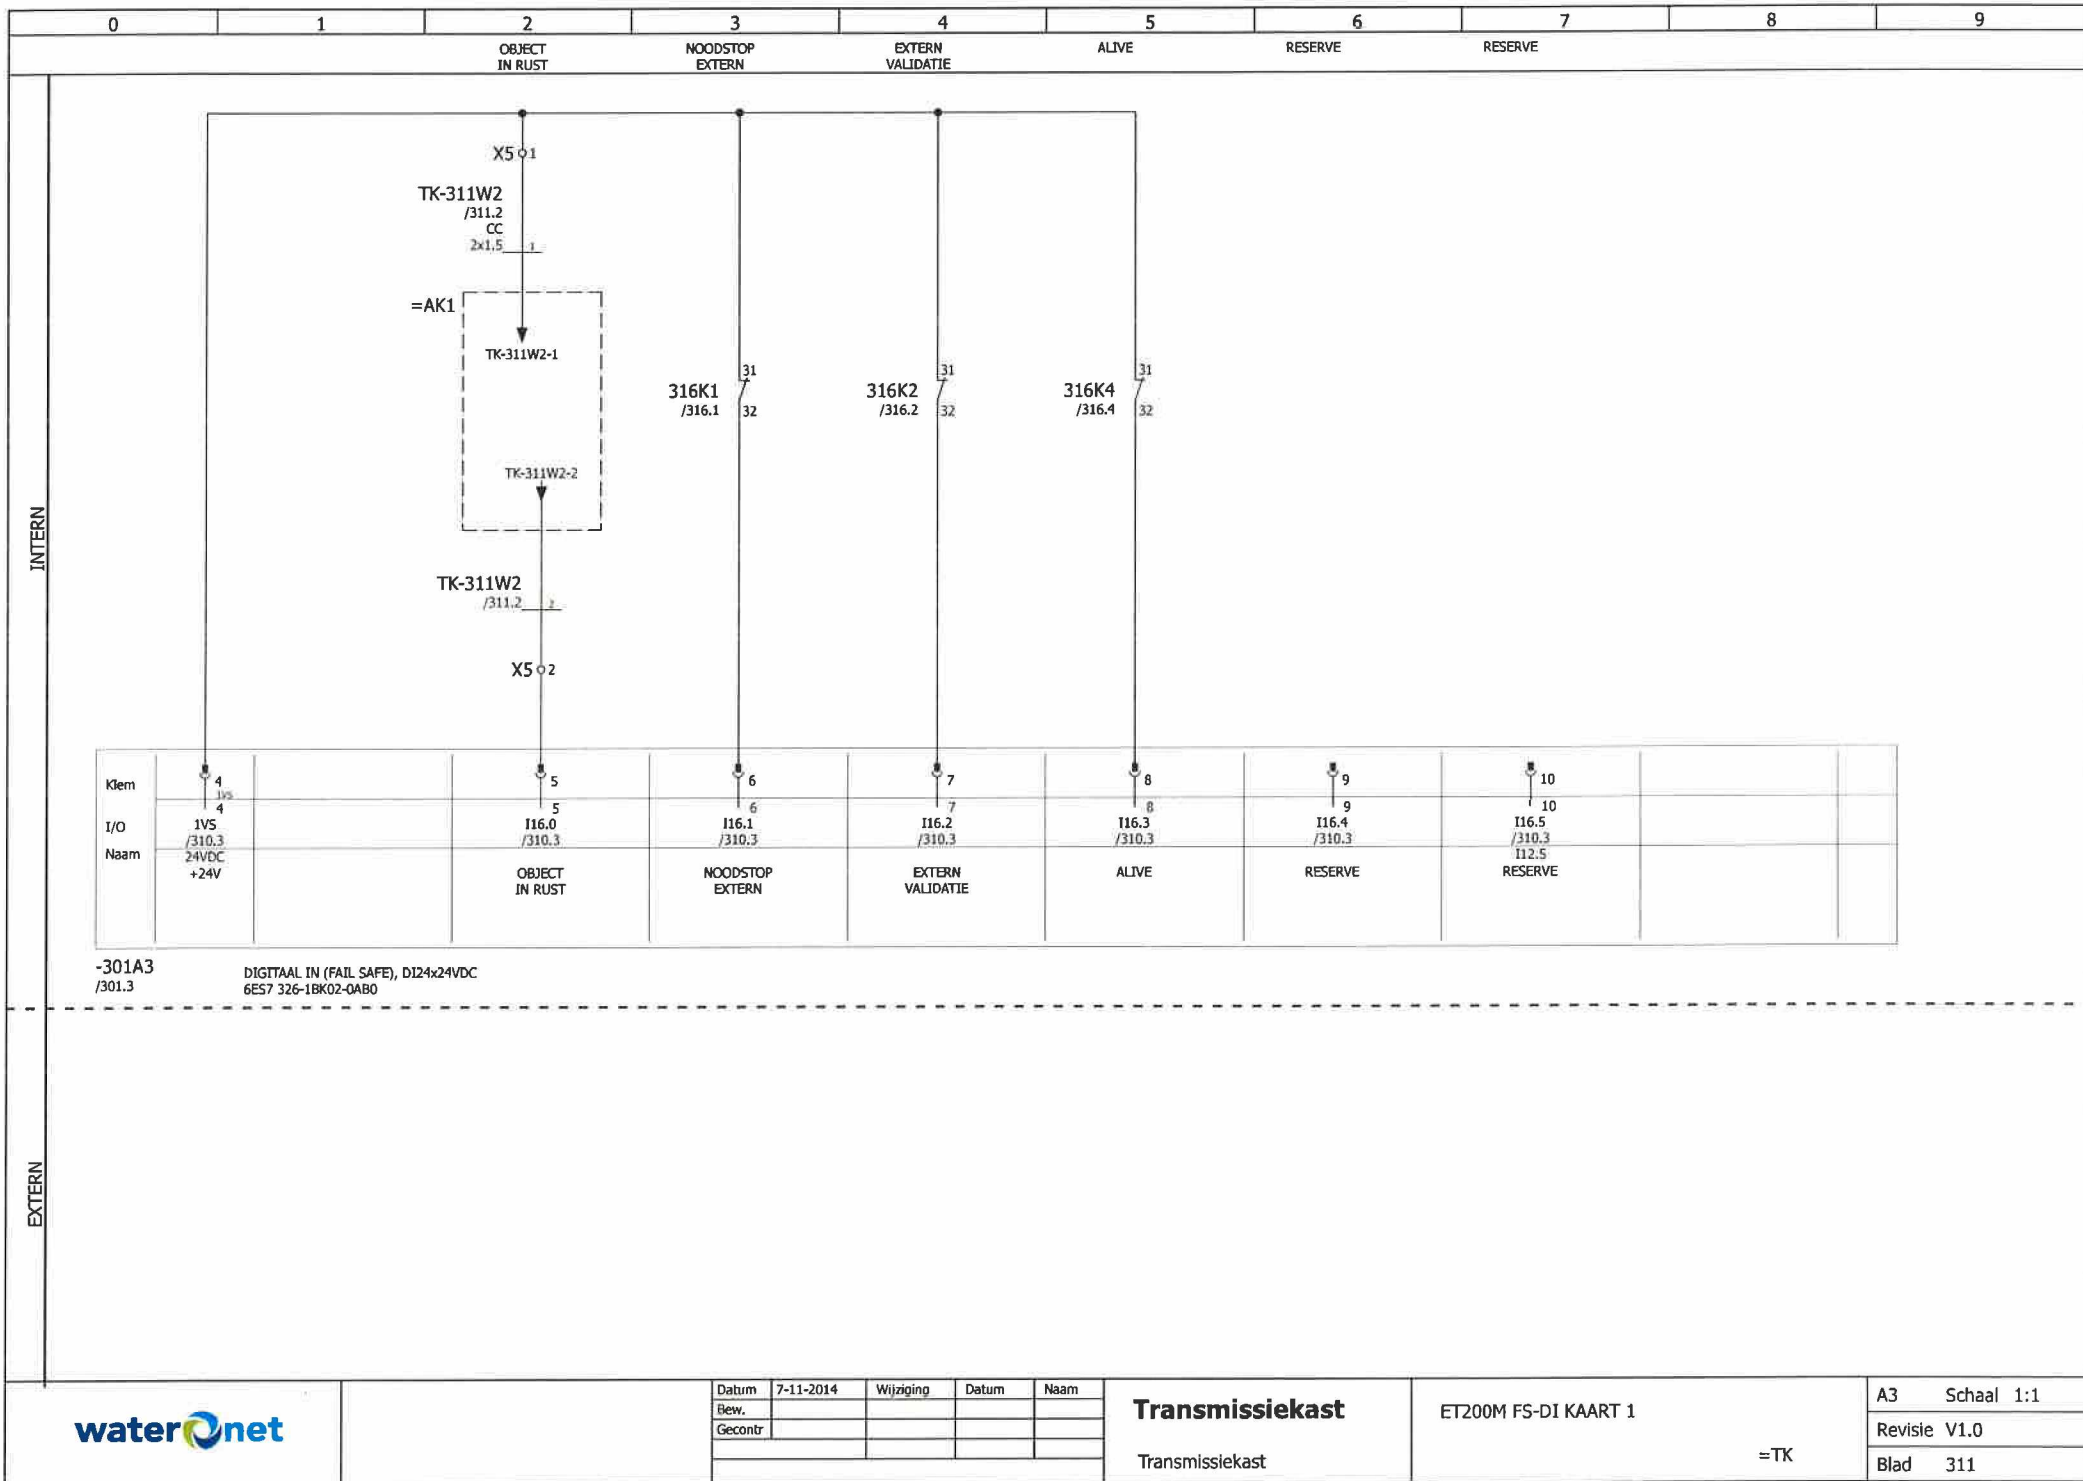 0 1 2 3 4 5 6 7 8 9
OBJECT NOODSTOP EXTERN ALIVE RESERVE RESERVE
IN RUST EXTERN VALIDATIE
X5 1
TK-311W2
/311.2
CC
2x1.5 1
=AK1
TK-311W2-1
31 31 31
316K1 316K2 316K4
/316.1 32 /316.2 32 /316.4 32
TK-311W2-2
INTERN
TK-311W2
/311.2 2
X5 2
Klem 4 5 6 7 8 9 10
1VS
4 5 6 7 8 9 10
I/O 1VS I16.0 I16.1 I16.2 I16.3 I16.4 I16.5
/310.3 /310.3 /310.3 /310.3 /310.3 /310.3 /310.3
Naam 24VDC I12.5
+24V OBJECT NOODSTOP EXTERN ALIVE RESERVE RESERVE
IN RUST EXTERN VALIDATIE
-301A3
/301.3
DIGITAAL IN (FAIL SAFE), DI24x24VDC
6ES7 326-1BK02-0AB0
EXTERN
waternet
Datum 7-11-2014 Wijziging Datum Naam
Bew.
Gecontr
Transmissiekast
Transmissiekast
ET200M FS-DI KAART 1
=TK
A3 Schaal 1:1
Revisie V1.0
Blad 311